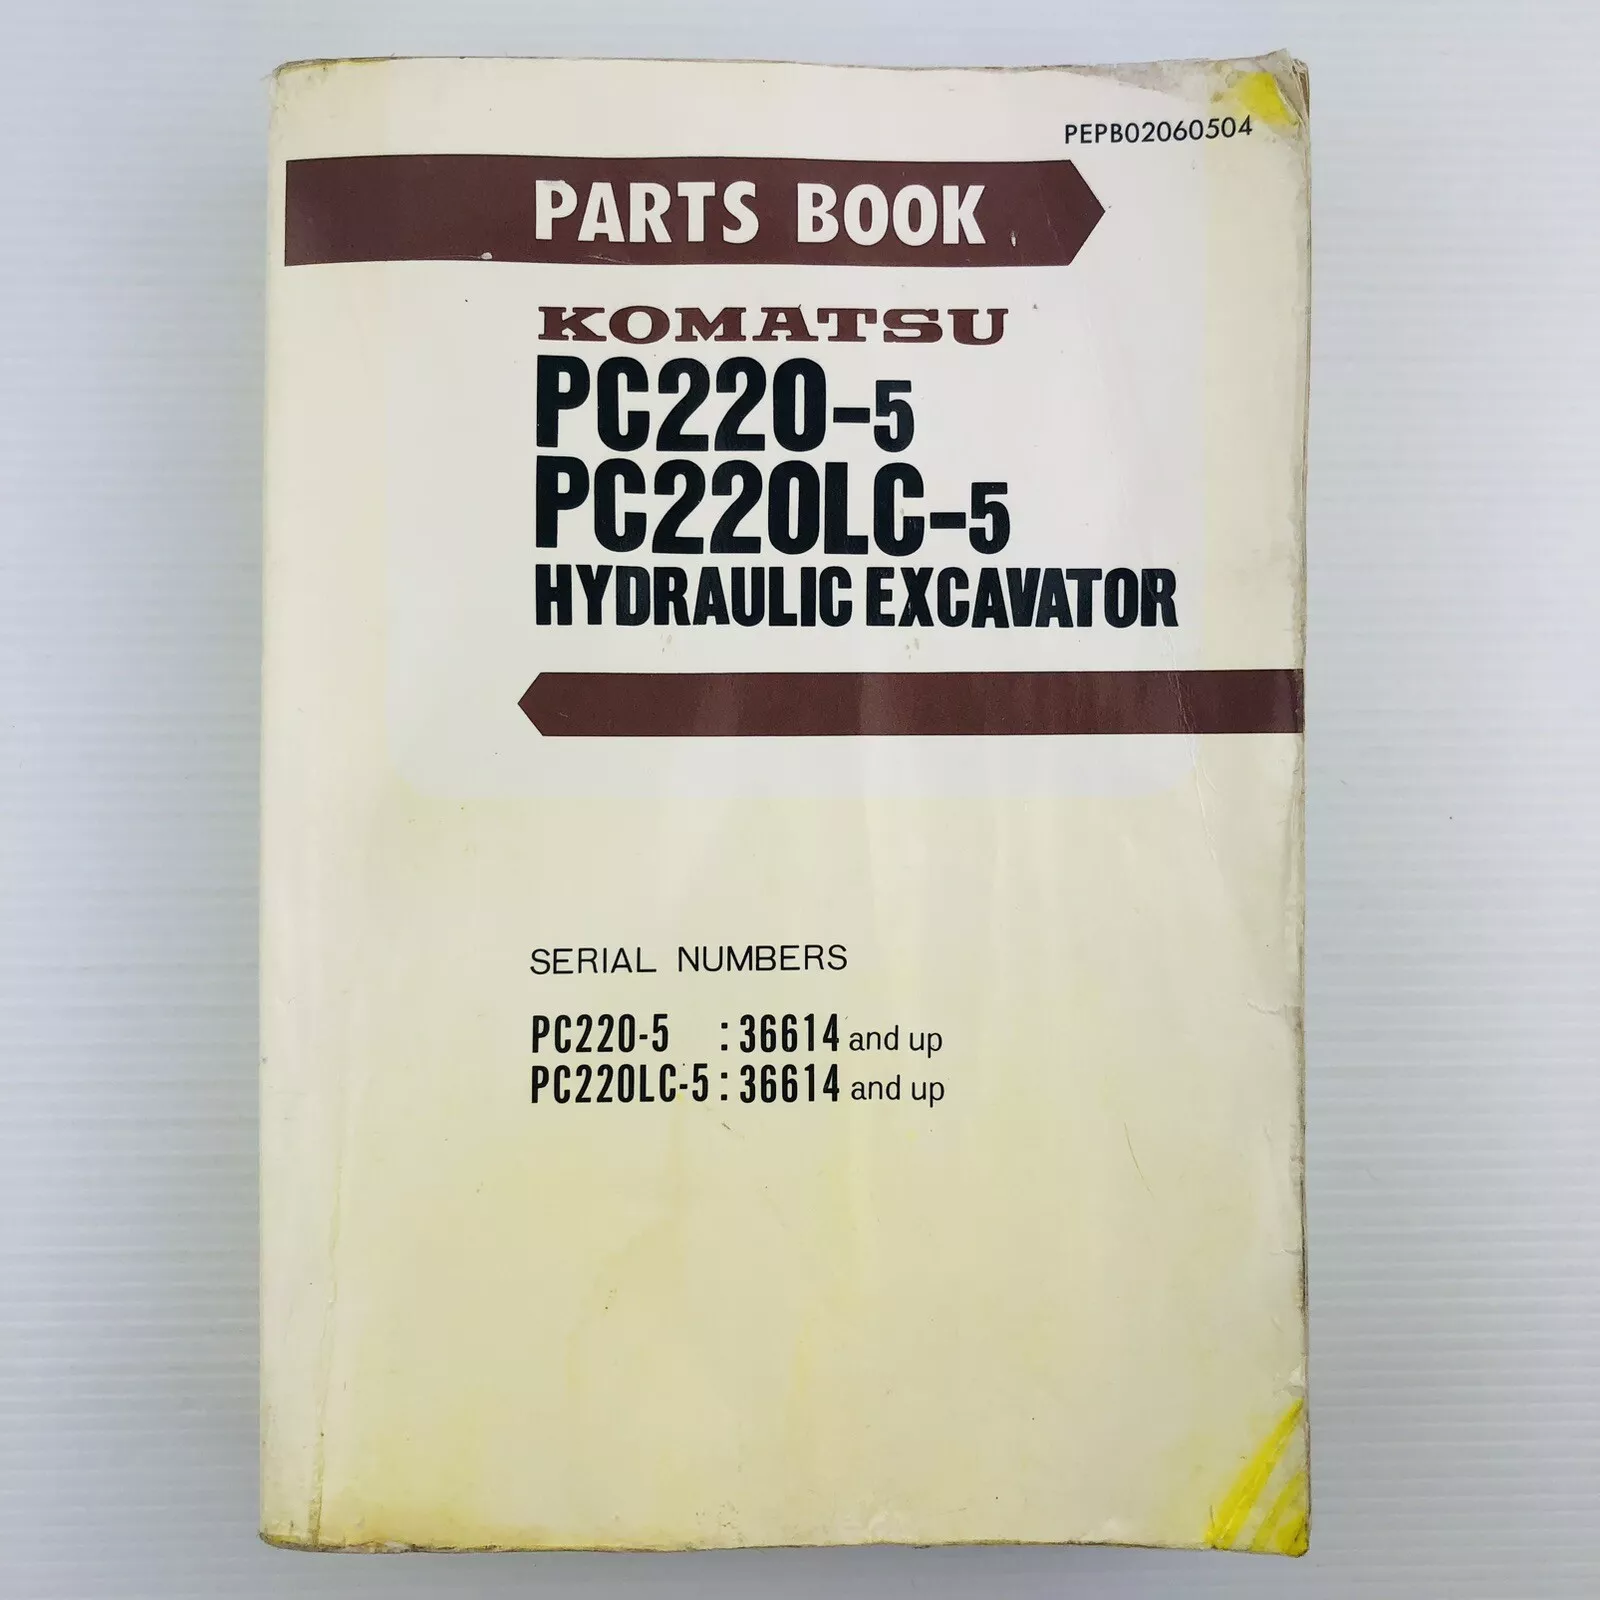 PEPB02060504
PARTS BOOK
KOMATSU
PC220-5
PC220LC-5
HYDRAULIC EXCAVATOR
SERIAL NUMBERS
PC220-5 : 36614 and up
PC220LC-5 : 36614 and up